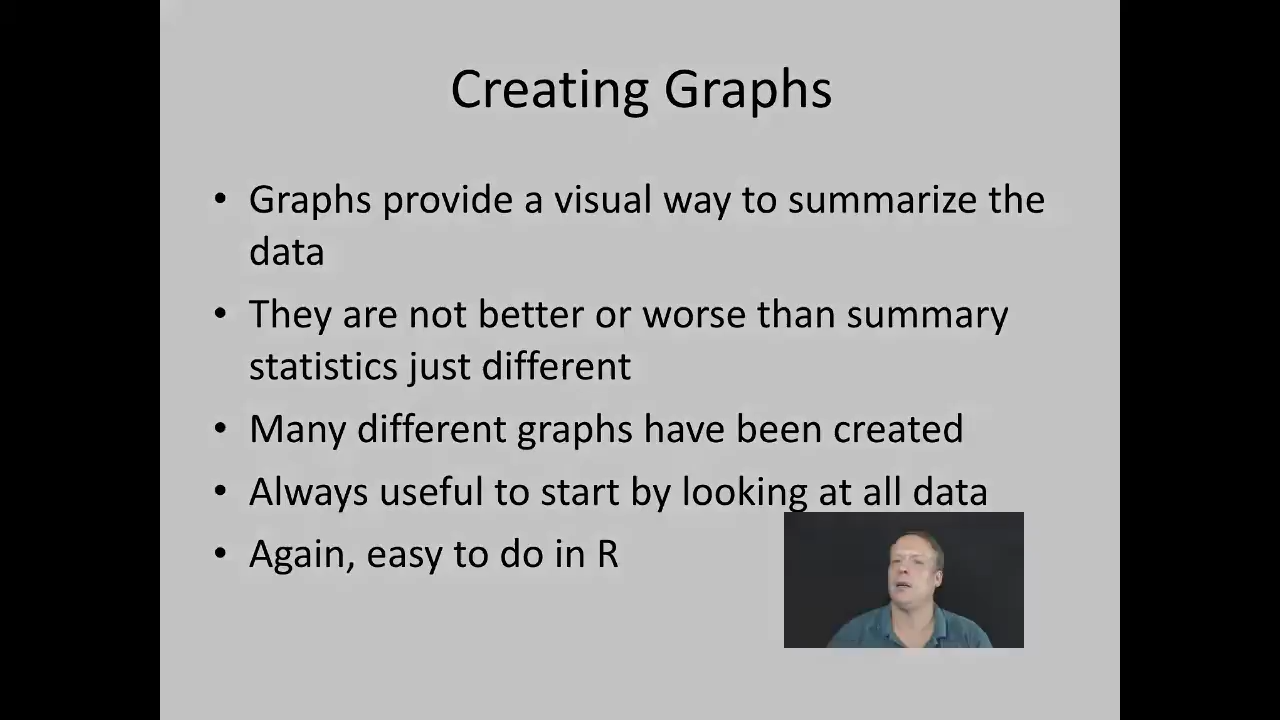 Creating Graphs
• Graphs provide a visual way to summarize the
data
• They are not better or worse than summary
statistics just different
• Many different graphs have been created
• Always useful to start by looking at all data
• Again, easy to do in R